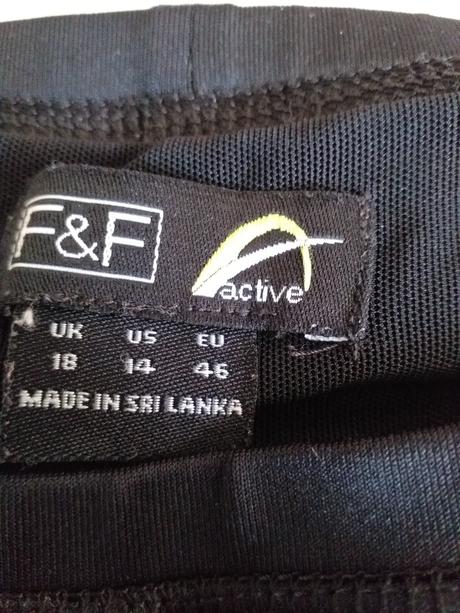 F&F
active
UK US EU
18 14 46
MADE IN SRI LANKA